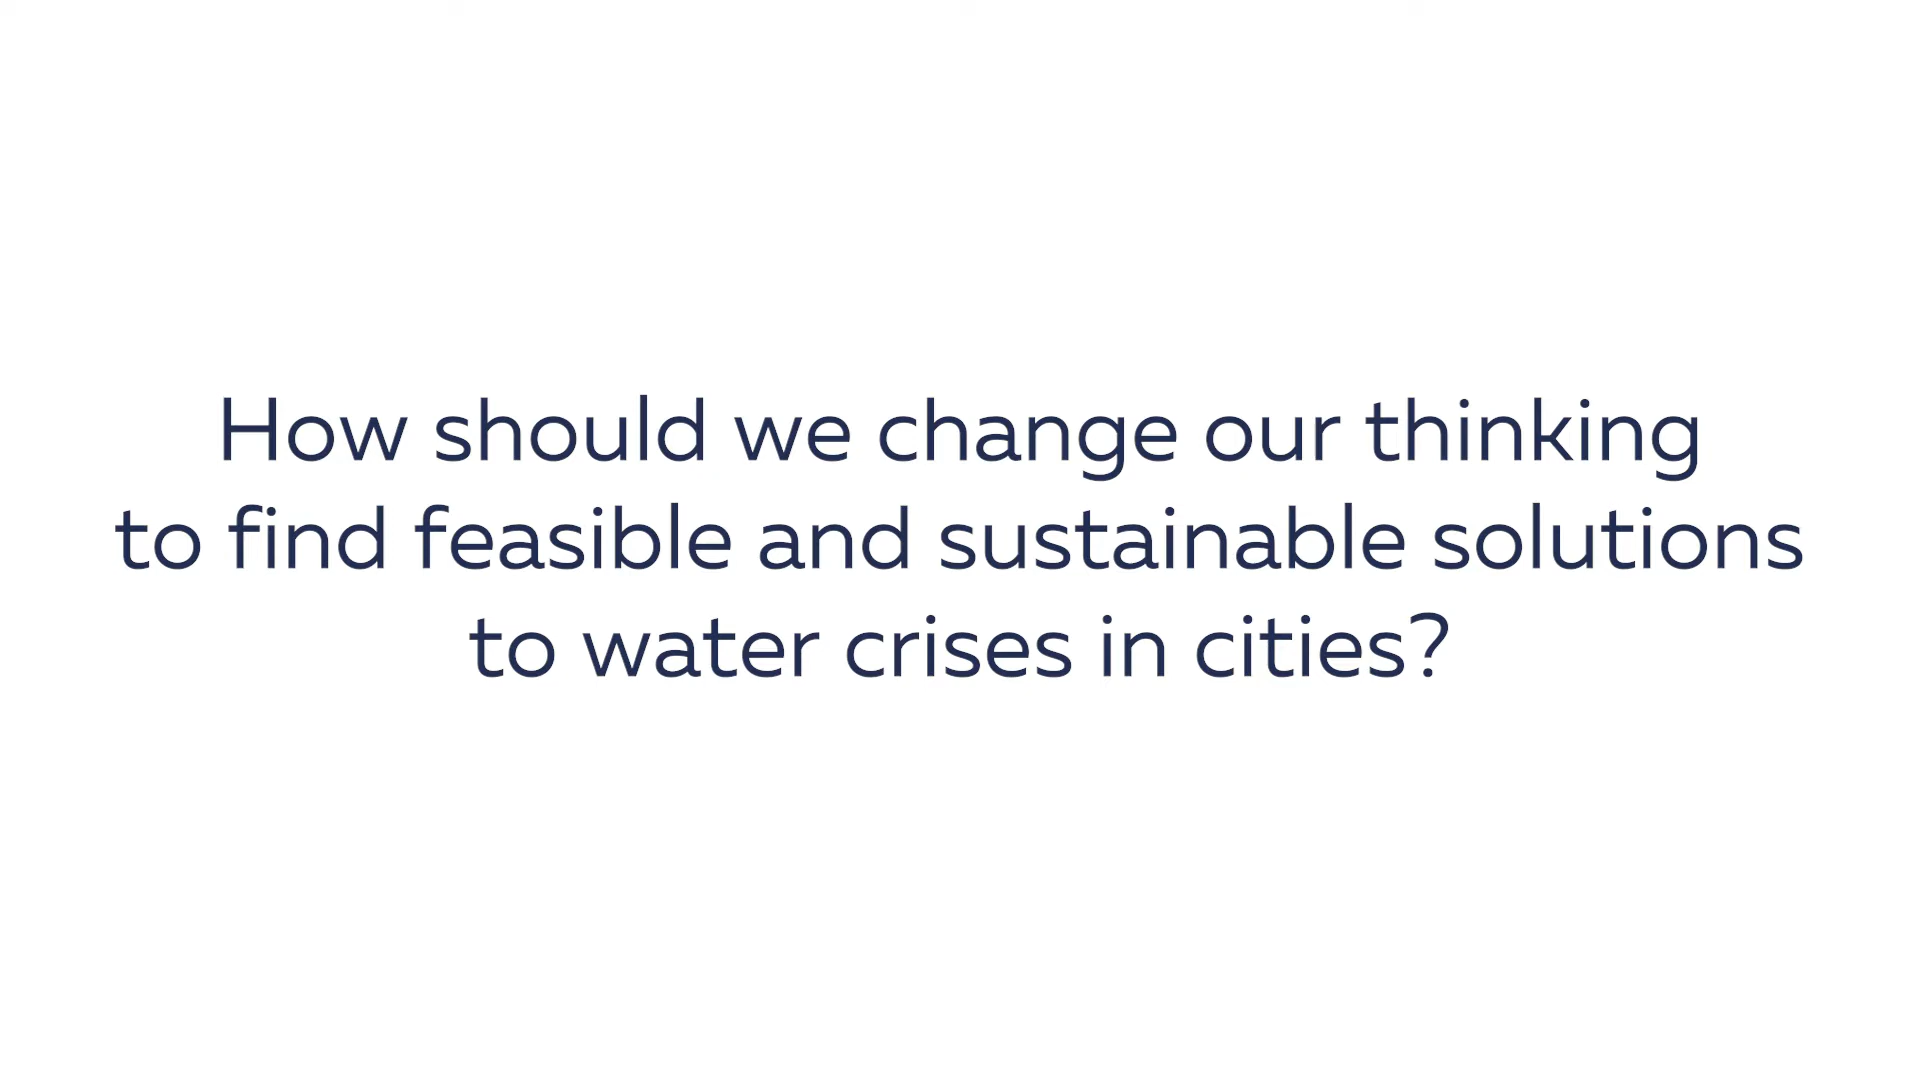 How should we change our thinking
to find feasible and sustainable solutions
to water crises in cities?